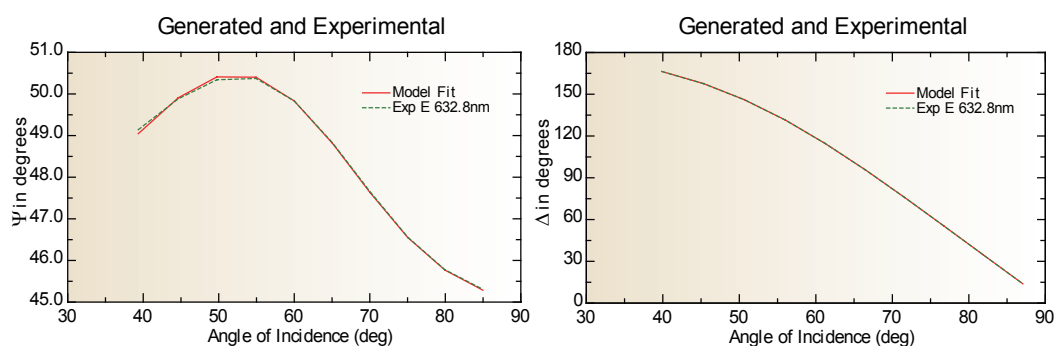 Generated and Experimental
51.0
50.0
49.0
48.0
47.0
46.0
45.0
Ψ in degrees
Model Fit
Exp E 632.8nm
30 40 50 60 70 80 90
Angle of Incidence (deg)
Generated and Experimental
180
150
120
90
60
30
0
Δ in degrees
Model Fit
Exp E 632.8nm
30 40 50 60 70 80 90
Angle of Incidence (deg)